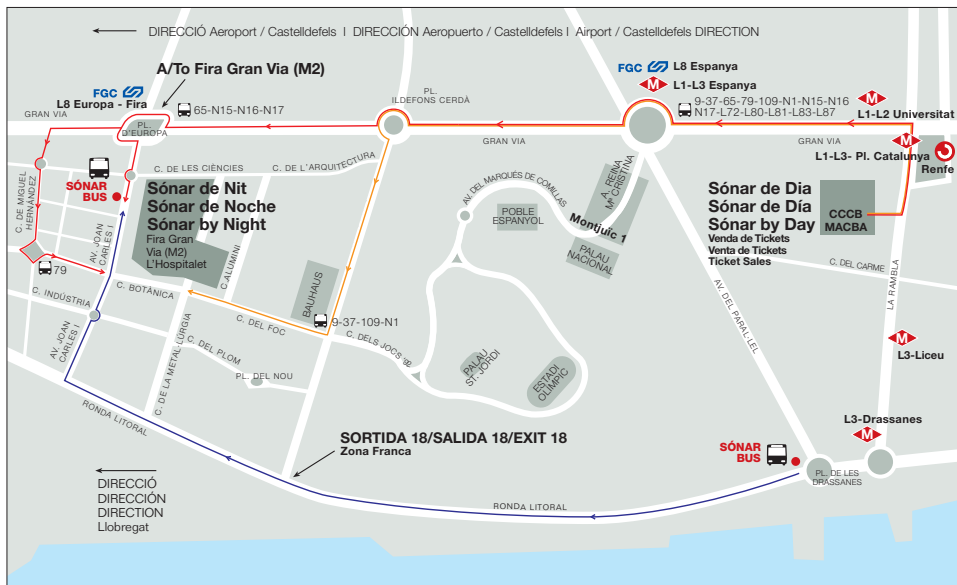 DIRECCIÓ Aeroport / Castelldefels I DIRECCIÓN Aeropuerto / Castelldefels I Airport / Castelldefels DIRECTION
FGC
A/To Fira Gran Via (M2)
L8 Europa - Fira
65-N15-N16-N17
GRAN VIA
PL.
D'EUROPA
PL.
ILDEFONS CERDÀ
FGC
L8 Espanya
M
L1-L3 Espanya
9-37-65-79-109-N1-N15-N16
N17-L72-L80-L81-L83-L87
M
L1-L2 Universitat
GRAN VIA
GRAN VIA
M
L1-L3- Pl. Catalunya
Renfe
C. DE LES CIÈNCIES
C. DE L'ARQUITECTURA
SÓNAR
BUS
C. DE MIGUEL
HERNÁNDEZ
AV. JOAN
CARLES I
Sónar de Nit
Sónar de Noche
Sónar by Night
Fira Gran
Via (M2)
L'Hospitalet
C.ALUMINI
AV.DEL MARQUÈS DE COMILLAS
A. REINA
Mª CRISTINA
POBLE
ESPANYOL
Montjuïc 1
PALAU
NACIONAL
Sónar de Dia
Sónar de Día
Sónar by Day
Venda de Tickets
Venta de Tickets
Ticket Sales
CCCB
MACBA
C. DEL CARME
LA RAMBLA
AV. DEL PARAL·LEL
79
C. INDÚSTRIA
C. BOTÀNICA
BAUHAUS
9-37-109-N1
C. DEL FOC
C. DELS JOCS '92
AV. JOAN
CARLES I
C. DE LA METAL·LÚRGIA
C. DEL PLOM
PL. DEL NOU
PALAU
ST. JORDI
ESTADI
OLÍMPIC
M
L3-Liceu
RONDA LITORAL
SORTIDA 18/SALIDA 18/EXIT 18
Zona Franca
M
L3-Drassanes
SÓNAR
BUS
PL. DE LES
DRASSANES
DIRECCIÓ
DIRECCIÓN
DIRECTION
Llobregat
RONDA LITORAL